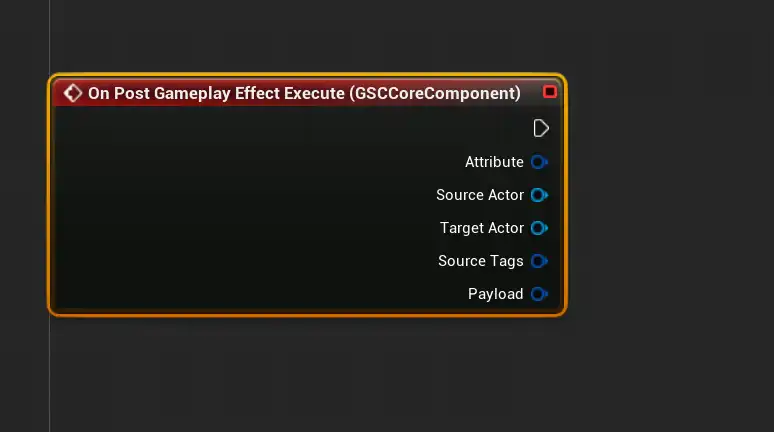 On Post Gameplay Effect Execute (GSCCoreComponent)
Attribute
Source Actor
Target Actor
Source Tags
Payload